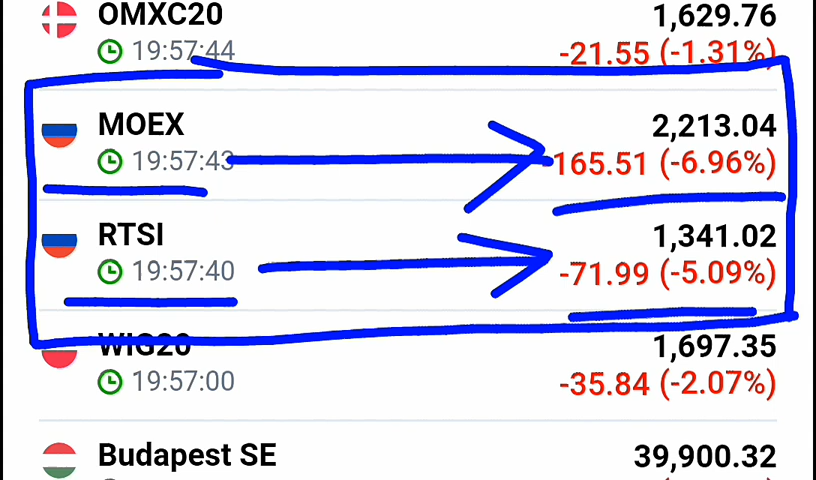 OMXC20 1,629.76
19:57:44 -21.55 (-1.31%)
MOEX 2,213.04
19:57:43 165.51 (-6.96%)
RTSI 1,341.02
19:57:40 -71.99 (-5.09%)
WIG20 1,697.35
19:57:00 -35.84 (-2.07%)
Budapest SE 39,900.32